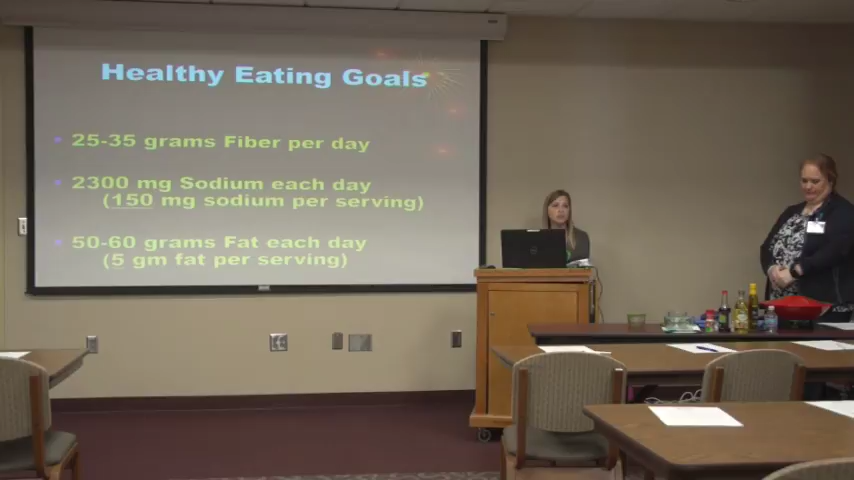 Healthy Eating Goals
25-35 grams Fiber per day
2300 mg Sodium each day
(150 mg sodium per serving)
50-60 grams Fat each day
(5 gm fat per serving)